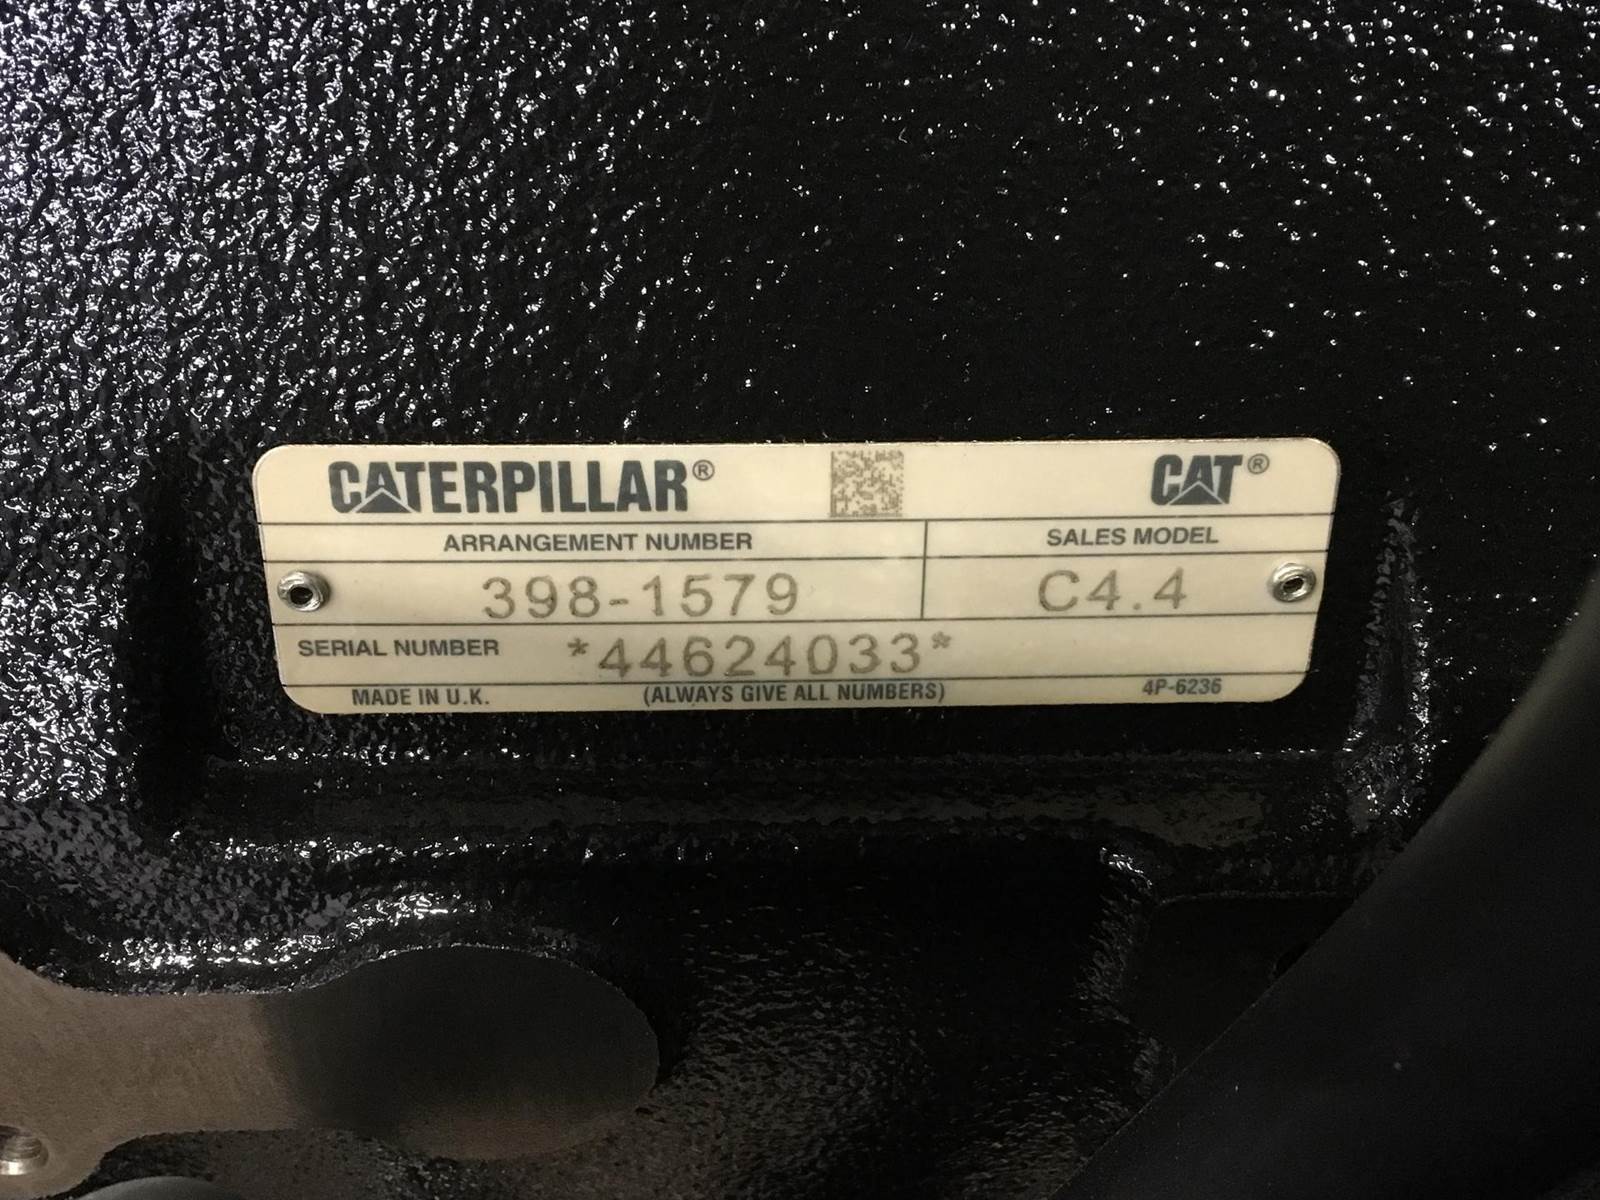 CATERPILLAR® CAT®
ARRANGEMENT NUMBER SALES MODEL
398-1579 C4.4
SERIAL NUMBER *44624033*
MADE IN U.K. (ALWAYS GIVE ALL NUMBERS) 4P-6236